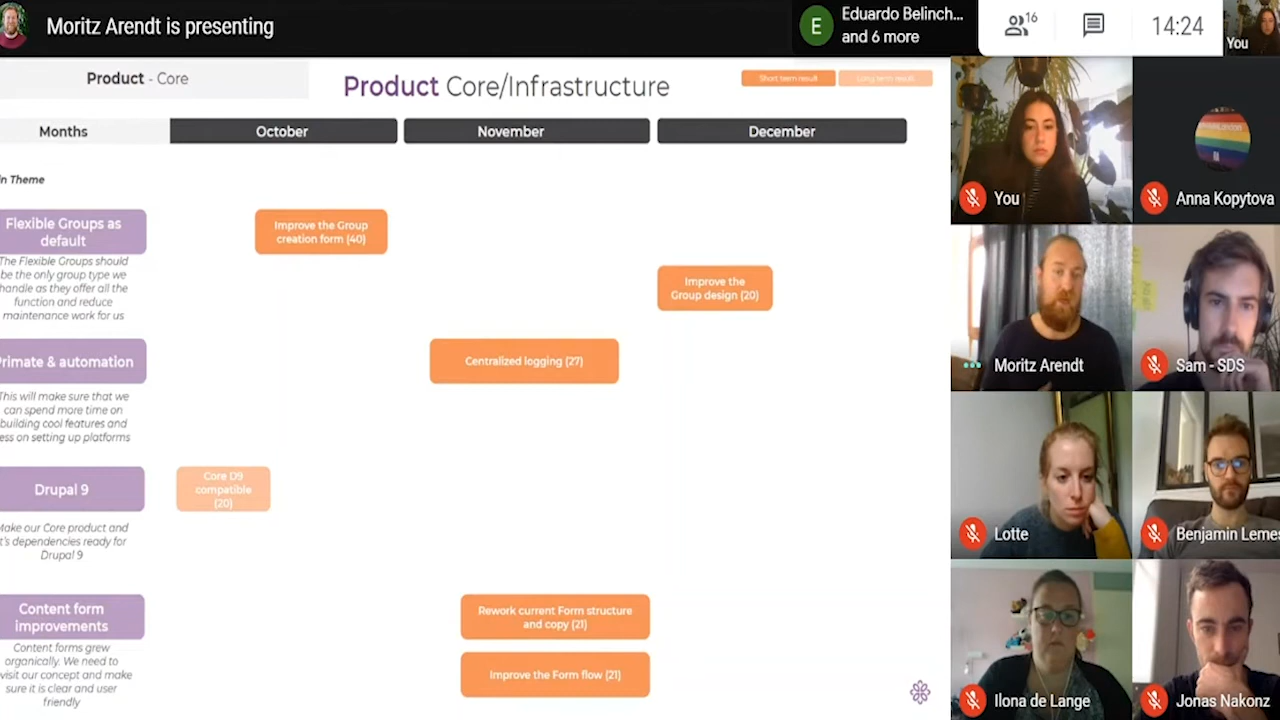 Moritz Arendt is presenting
E
Eduardo Belinch...
and 6 more
16
14:24
You
Product - Core
Product Core/Infrastructure
Short term result
Long term result
Months
October
November
December
in Theme
Flexible Groups as
default
The Flexible Groups should
be the only group type we
handle as they offer all the
function and reduce
maintenance work for us
Improve the Group
creation form (40)
Improve the
Group design (20)
Primate & automation
This will make sure that we
can spend more time on
building cool features and
ess on setting up platforms
Centralized logging (27)
Drupal 9
Make our Core product and
it's dependencies ready for
Drupal 9
Core D9
compatible
(20)
Content form
improvements
Content forms grew
organically. We need to
visit our concept and make
sure it is clear and user
friendly
Rework current Form structure
and copy (21)
Improve the Form flow (21)
You
Anna Kopytova
Moritz Arendt
Sam - SDS
Lotte
Benjamin Lemes
Ilona de Lange
Jonas Nakonz